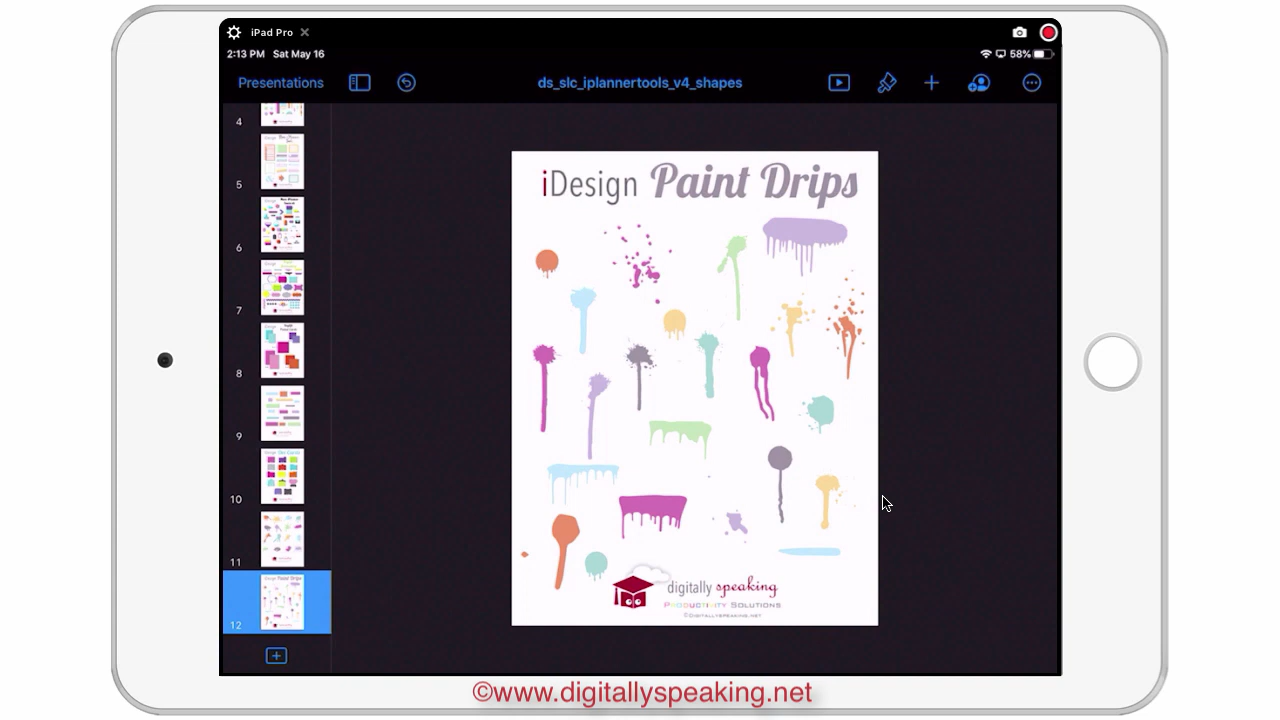 iPad Pro
2:13 PM Sat May 16
58%
Presentations
ds_slc_iplannertools_v4_shapes
4
5
6
7
8
9
10
11
12
iDesign Paint Drips
digitally speaking
Productivity Solutions
©Digitallyspeaking.net
©www.digitallyspeaking.net